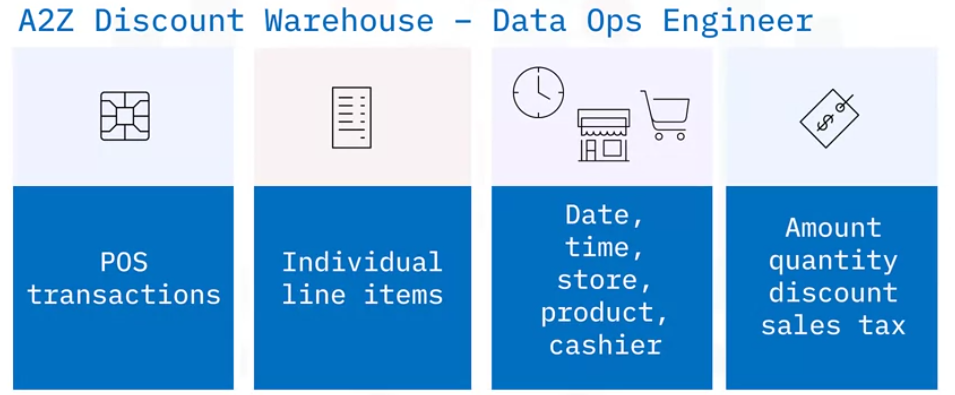 A2Z Discount Warehouse – Data Ops Engineer
POS
transactions
Individual
line items
Date,
time,
store,
product,
cashier
Amount
quantity
discount
sales tax